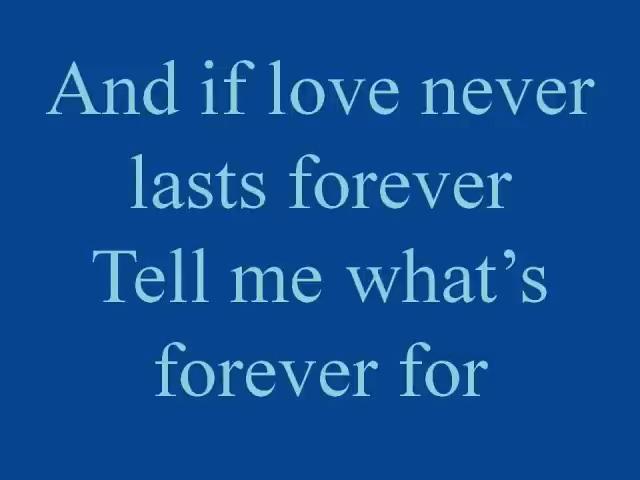 And if love never
lasts forever
Tell me what’s
forever for